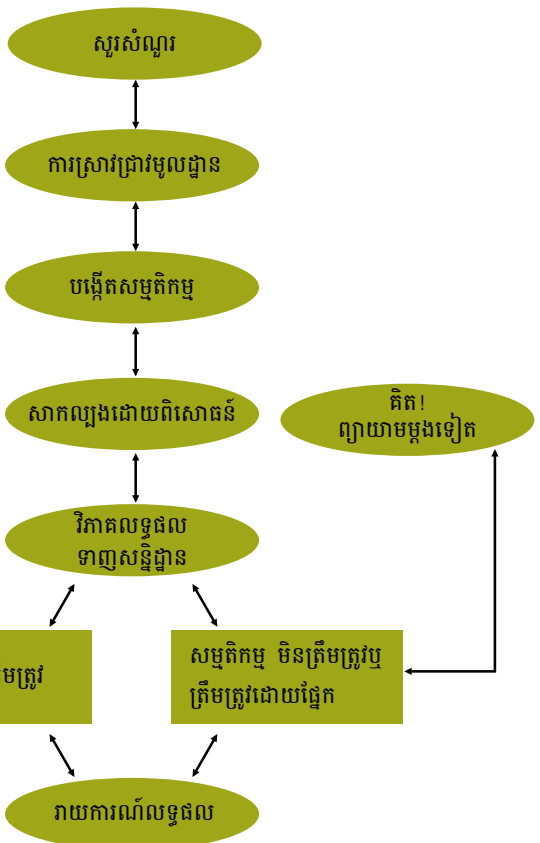 សួរសំណួរ
ការស្រាវជ្រាវមូលដ្ឋាន
បង្កើតសម្មតិកម្ម
សាកល្បងដោយពិសោធន៍
គិត!
ព្យាយាមម្តងទៀត
វិភាគលទ្ធផល
ទាញសន្និដ្ឋាន
សម្មតិកម្ម មិនត្រឹមត្រូវឬ
ត្រឹមត្រូវដោយផ្នែក
រាយការណ៍លទ្ធផល